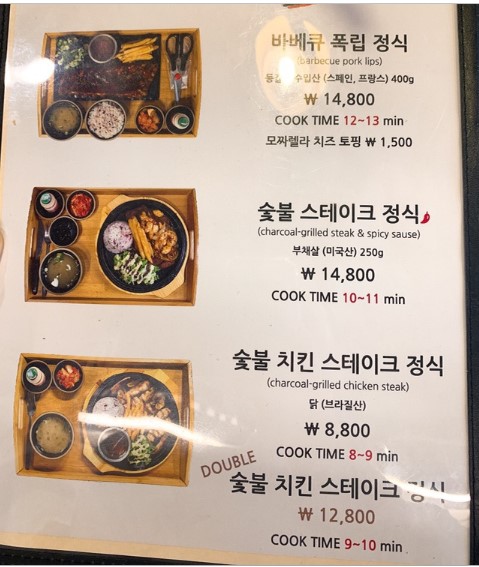 바베큐 폭립 정식
(barbecue pork lips)
수입산 (스페인, 프랑스) 400g
₩ 14,800
COOK TIME 12~13 min
모짜렐라 치즈 토핑 ₩ 1,500
숯불 스테이크 정식
(charcoal-grilled steak & spicy sause)
부채살 (미국산) 250g
₩ 14,800
COOK TIME 10~11 min
숯불 치킨 스테이크 정식
(charcoal-grilled chicken steak)
닭 (브라질산)
₩ 8,800
COOK TIME 8~9 min
DOUBLE
숯불 치킨 스테이크 정식
₩ 12,800
COOK TIME 9~10 min